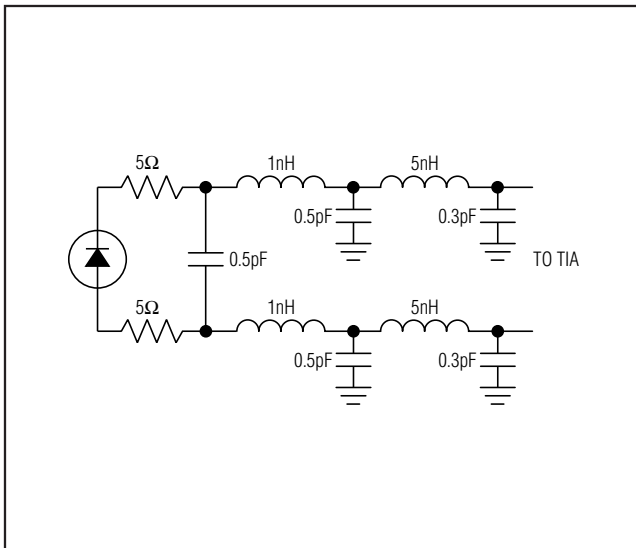 5Ω
1nH
5nH
0.5pF
0.3pF
0.5pF
TO TIA
5Ω
1nH
5nH
0.5pF
0.3pF